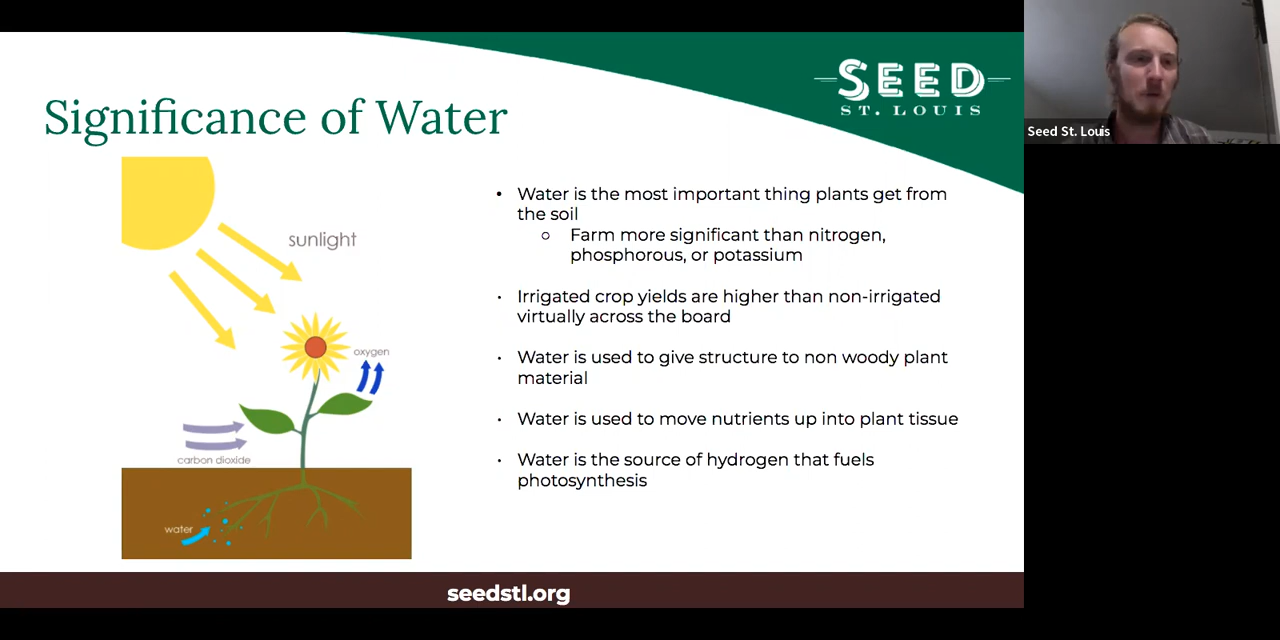 SEED
ST. LOUIS
Seed St. Louis
Significance of Water
sunlight
oxygen
carbon dioxide
water
• Water is the most important thing plants get from
the soil
○ Farm more significant than nitrogen,
phosphorous, or potassium
• Irrigated crop yields are higher than non-irrigated
virtually across the board
• Water is used to give structure to non woody plant
material
• Water is used to move nutrients up into plant tissue
• Water is the source of hydrogen that fuels
photosynthesis
seedstl.org